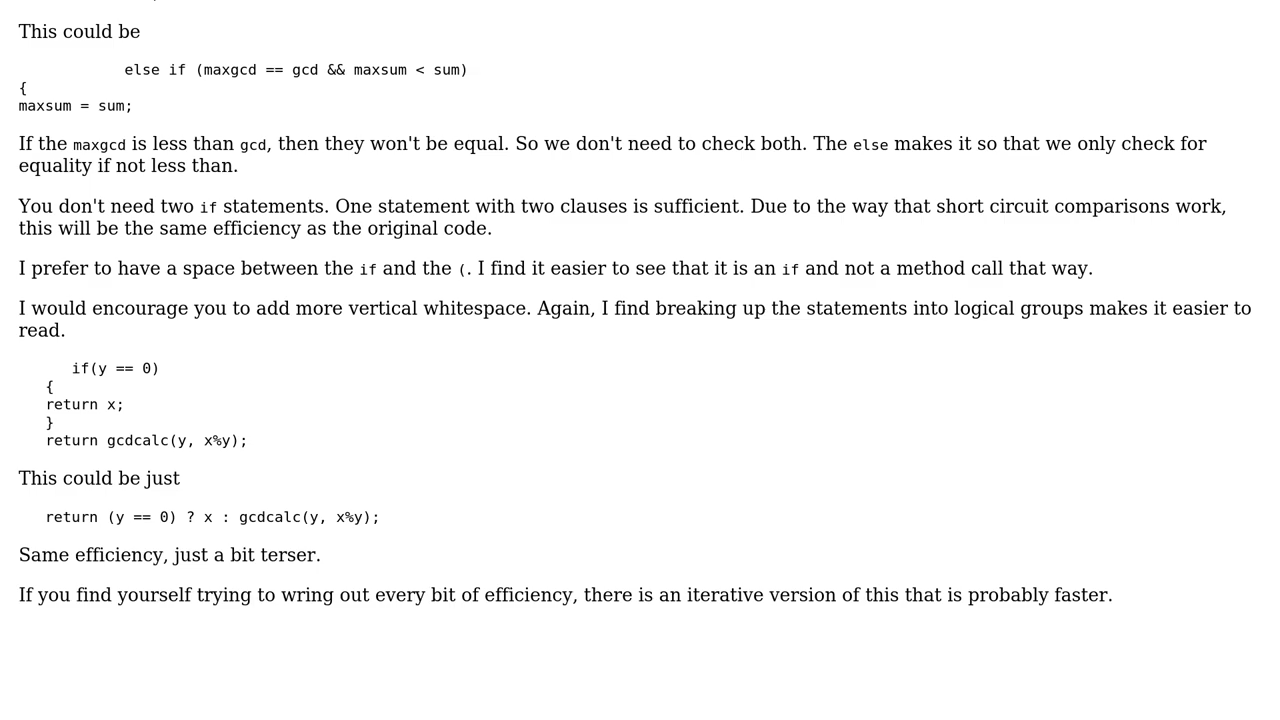 This could be
else if (maxgcd == gcd && maxsum < sum)
{
maxsum = sum;
If the maxgcd is less than gcd, then they won't be equal. So we don't need to check both. The else makes it so that we only check for
equality if not less than.
You don't need two if statements. One statement with two clauses is sufficient. Due to the way that short circuit comparisons work,
this will be the same efficiency as the original code.
I prefer to have a space between the if and the (. I find it easier to see that it is an if and not a method call that way.
I would encourage you to add more vertical whitespace. Again, I find breaking up the statements into logical groups makes it easier to
read.
if(y == 0)
{
return x;
}
return gcdcalc(y, x%y);
This could be just
return (y == 0) ? x : gcdcalc(y, x%y);
Same efficiency, just a bit terser.
If you find yourself trying to wring out every bit of efficiency, there is an iterative version of this that is probably faster.